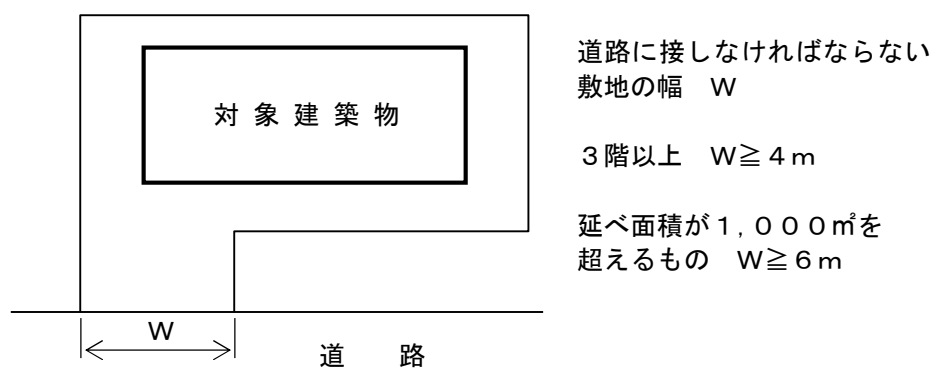 対象建築物
道路に接しなければならない
敷地の幅　Ｗ
３階以上　Ｗ≧４ｍ
延べ面積が１，０００㎡を
超えるもの　Ｗ≧６ｍ
Ｗ
道　路